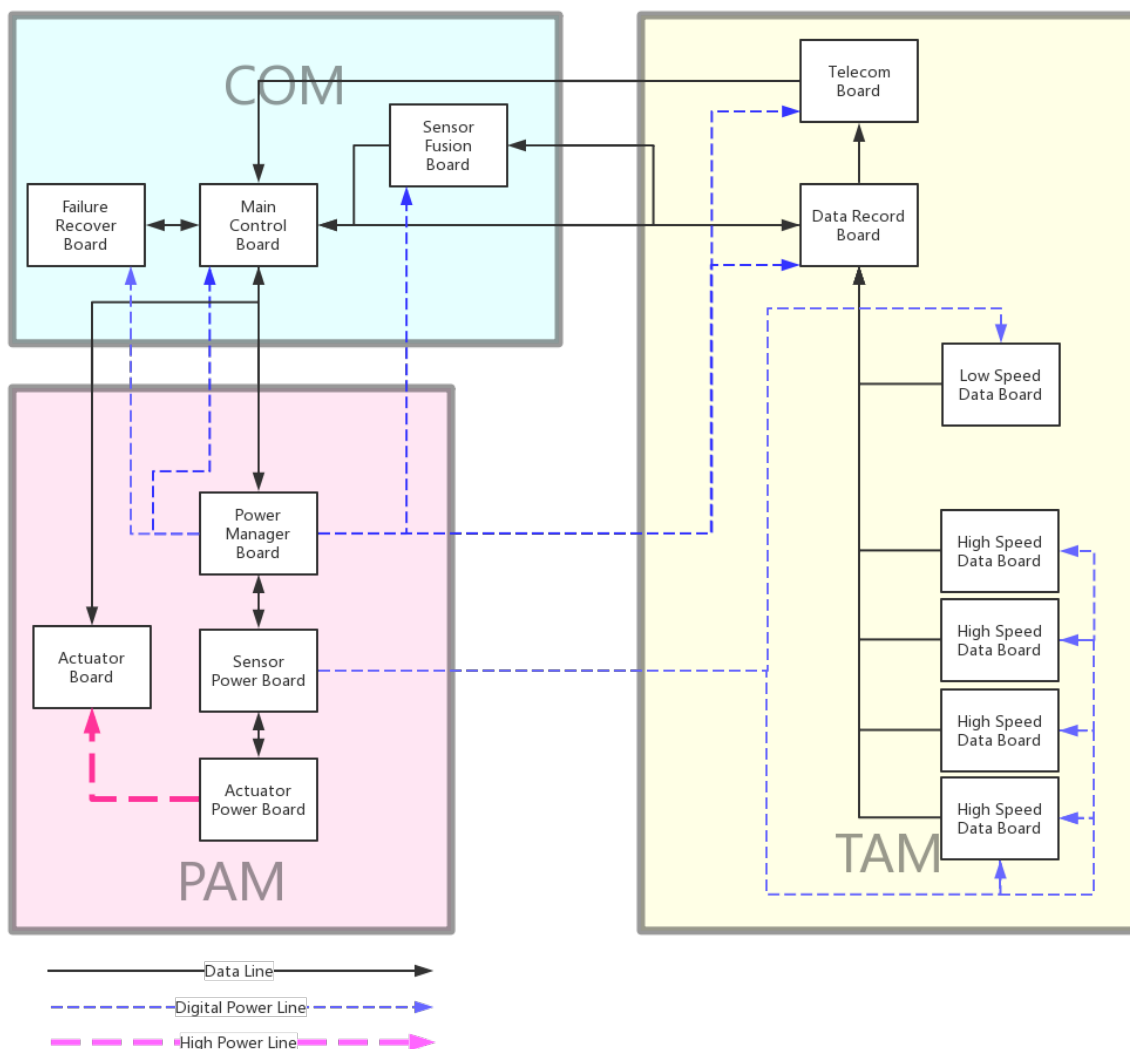 COM
Telecom
Board
Sensor
Fusion
Board
Failure
Recover
Board
Main
Control
Board
Data Record
Board
Low Speed
Data Board
Power
Manager
Board
High Speed
Data Board
High Speed
Data Board
Actuator
Board
Sensor
Power Board
High Speed
Data Board
Actuator
Power Board
High Speed
Data Board
PAM
TAM
Data Line
Digital Power Line
High Power Line